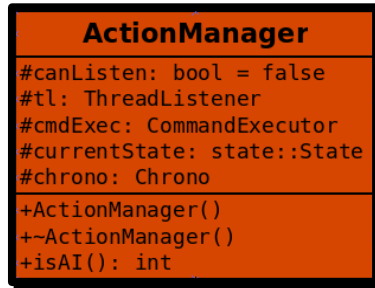 ActionManager
#canListen: bool = false
#tl: ThreadListener
#cmdExec: CommandExecutor
#currentState: state::State
#chrono: Chrono
+ActionManager()
+~ActionManager()
+isAI(): int